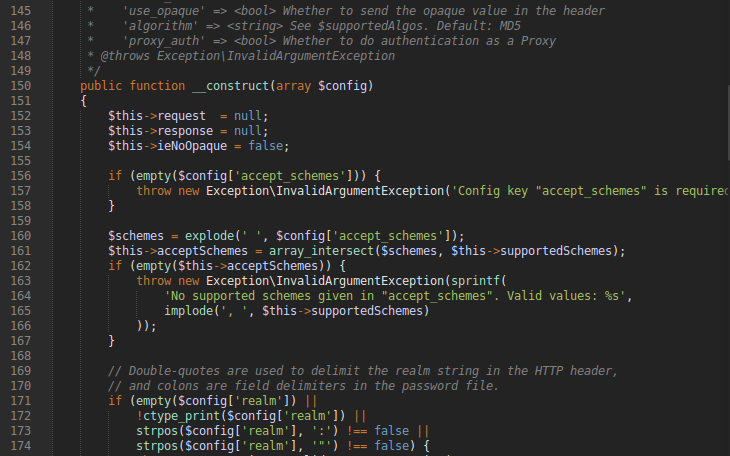 145     *    'use_opaque' => <bool> Whether to send the opaque value in the header
146     *    'algorithm' => <string> See $supportedAlgos. Default: MD5
147     *    'proxy_auth' => <bool> Whether to do authentication as a Proxy
148     * @throws Exception\InvalidArgumentException
149     */
150    public function __construct(array $config)
151    {
152        $this->request  = null;
153        $this->response = null;
154        $this->ieNoOpaque = false;
155
156        if (empty($config['accept_schemes'])) {
157            throw new Exception\InvalidArgumentException('Config key "accept_schemes" is require
158        }
159
160        $schemes = explode(' ', $config['accept_schemes']);
161        $this->acceptSchemes = array_intersect($schemes, $this->supportedSchemes);
162        if (empty($this->acceptSchemes)) {
163            throw new Exception\InvalidArgumentException(sprintf(
164                'No supported schemes given in "accept_schemes". Valid values: %s',
165                implode(', ', $this->supportedSchemes)
166            ));
167        }
168
169        // Double-quotes are used to delimit the realm string in the HTTP header,
170        // and colons are field delimiters in the password file.
171        if (empty($config['realm']) ||
172            !ctype_print($config['realm']) ||
173            strpos($config['realm'], ':') !== false ||
174            strpos($config['realm'], '"') !== false) {